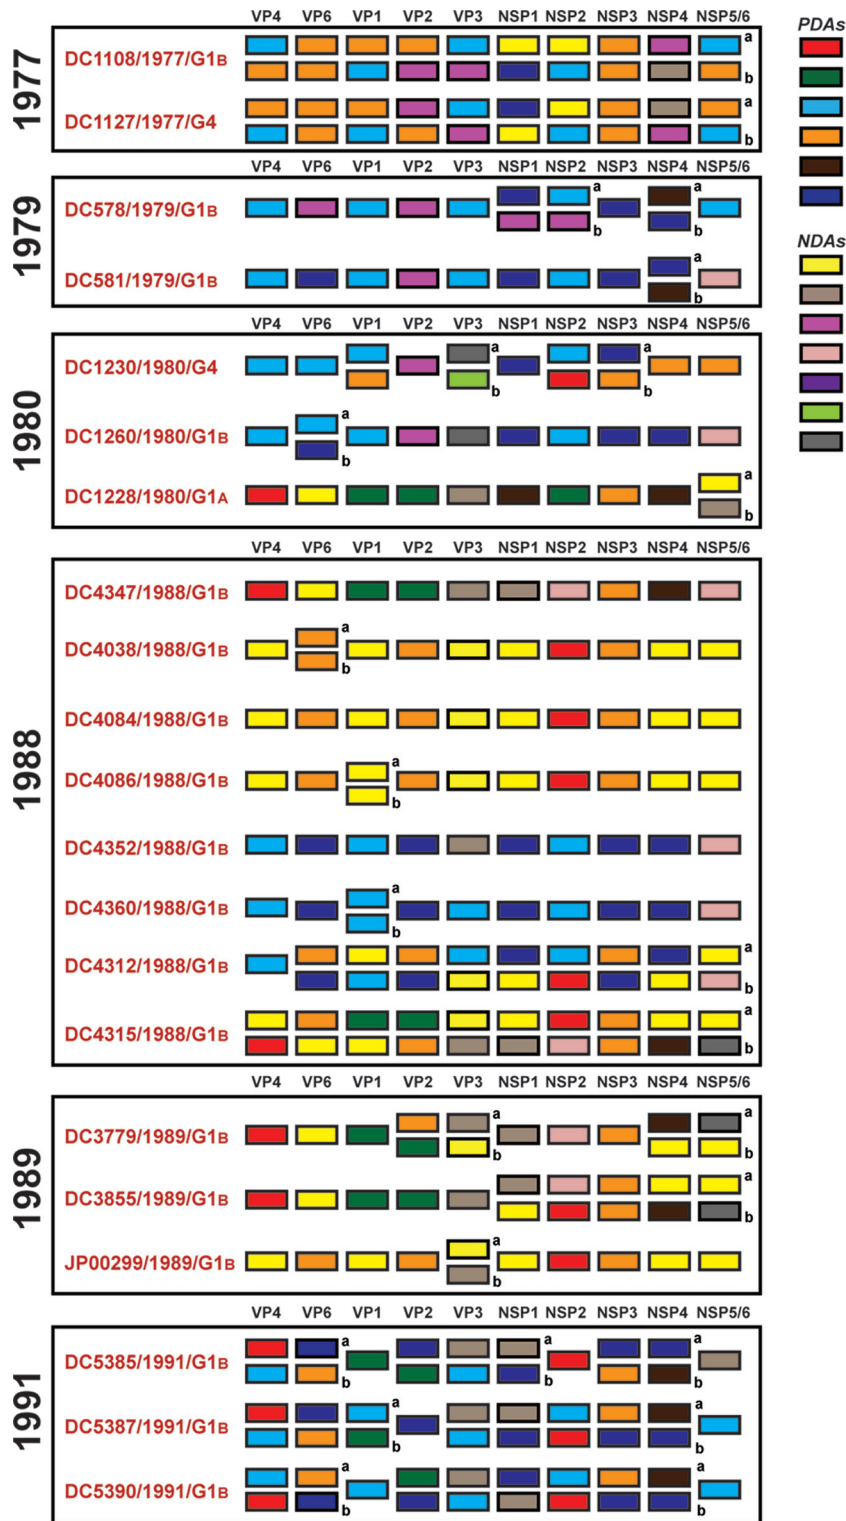 VP4 VP6 VP1 VP2 VP3 NSP1 NSP2 NSP3 NSP4 NSP5/6
PDAs
1977
DC1108/1977/G1B
a
b
DC1127/1977/G4
a
b
VP4 VP6 VP1 VP2 VP3 NSP1 NSP2 NSP3 NSP4 NSP5/6
1979
DC578/1979/G1B
a a
b b
NDAs
DC581/1979/G1B
a
b
VP4 VP6 VP1 VP2 VP3 NSP1 NSP2 NSP3 NSP4 NSP5/6
1980
DC1230/1980/G4
a a
b b
DC1260/1980/G1B
a
b
DC1228/1980/G1A
a
b
VP4 VP6 VP1 VP2 VP3 NSP1 NSP2 NSP3 NSP4 NSP5/6
1988
DC4347/1988/G1B
DC4038/1988/G1B
a
b
DC4084/1988/G1B
DC4086/1988/G1B
a
b
DC4352/1988/G1B
DC4360/1988/G1B
a
b
DC4312/1988/G1B
a
b
DC4315/1988/G1B
a
b
VP4 VP6 VP1 VP2 VP3 NSP1 NSP2 NSP3 NSP4 NSP5/6
1989
DC3779/1989/G1B
a a
b b
DC3855/1989/G1B
a
b
JP00299/1989/G1B
a
b
VP4 VP6 VP1 VP2 VP3 NSP1 NSP2 NSP3 NSP4 NSP5/6
1991
DC5385/1991/G1B
a a a
b b b
DC5387/1991/G1B
a a
b b
DC5390/1991/G1B
a a
b b